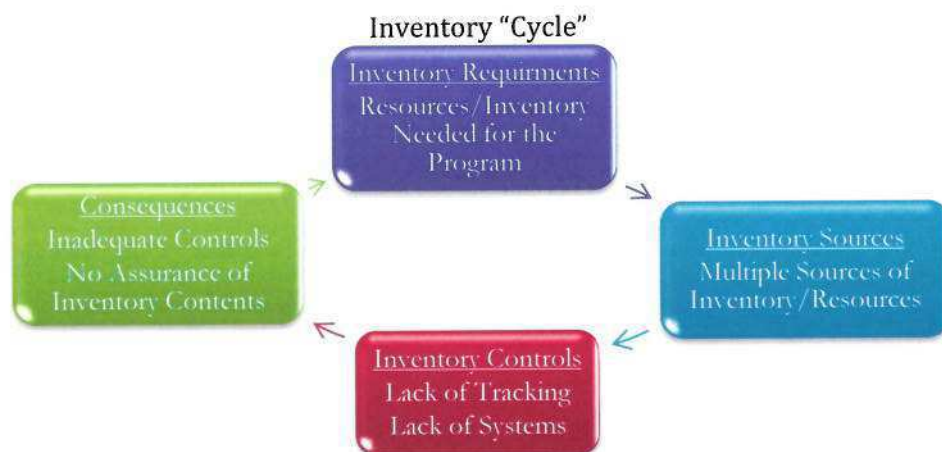 Inventory “Cycle”
Inventory Requirments
Resources/Inventory
Needed for the
Program
Inventory Sources
Multiple Sources of
Inventory/Resources
Inventory Controls
Lack of Tracking
Lack of Systems
Consequences
Inadequate Controls
No Assurance of
Inventory Contents